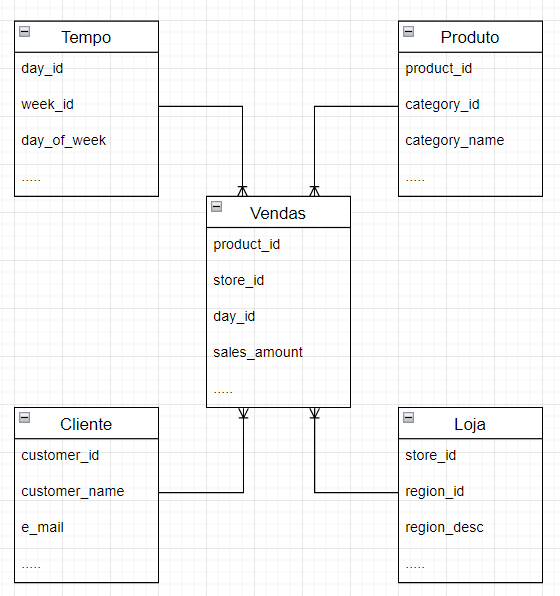 Tempo
day_id
week_id
day_of_week
.....
Produto
product_id
category_id
category_name
.....
Vendas
product_id
store_id
day_id
sales_amount
.....
Cliente
customer_id
customer_name
e_mail
.....
Loja
store_id
region_id
region_desc
.....